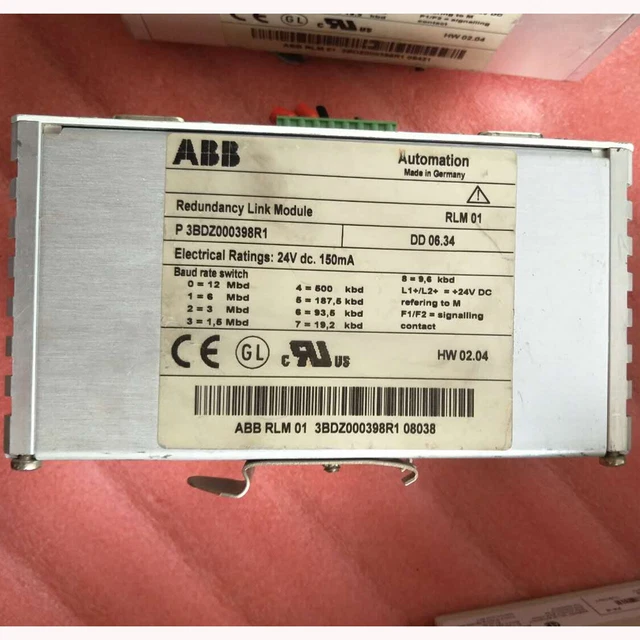 HW 02.04
ABB RLM 01
ABB
Automation
Made in Germany
Redundancy Link Module
RLM 01
P 3BDZ000398R1
DD 06.34
Electrical Ratings: 24V dc. 150mA
Baud rate switch
0 = 12 Mbd
1 = 6 Mbd
2 = 3 Mbd
3 = 1,5 Mbd
4 = 500 kbd
5 = 187,5 kbd
6 = 93,5 kbd
7 = 19,2 kbd
8 = 9,6 kbd
L1+/L2+ = +24V DC
refering to M
F1/F2 = signalling
contact
CE GL c RU US
HW 02.04
ABB RLM 01 3BDZ000398R1 08038